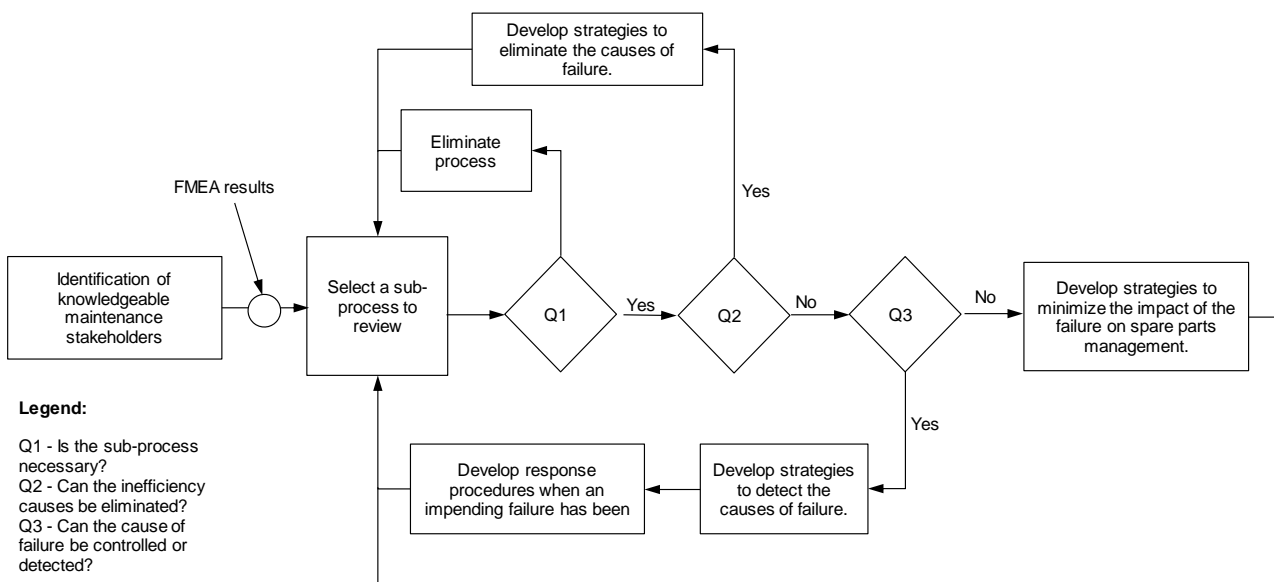 Develop strategies to
eliminate the causes of
failure.
Eliminate
process
FMEA results
Yes
Identification of
knowledgeable
maintenance
stakeholders
Select a sub-
process to
review
Q1
Yes
Q2
No
Q3
No
Develop strategies to
minimize the impact of the
failure on spare parts
management.
Yes
Legend:
Q1 - Is the sub-process
necessary?
Q2 - Can the inefficiency
causes be eliminated?
Q3 - Can the cause of
failure be controlled or
detected?
Develop response
procedures when an
impending failure has been
Develop strategies
to detect the
causes of failure.